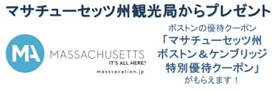 マサチューセッツ州観光局からプレゼント
MA
MASSACHUSETTS
IT'S ALL HERE!
massvacation.jp
ボストンの優待クーポン
「マサチューセッツ州
ボストン＆ケンブリッジ
特別優待クーポン」
がもらえます！